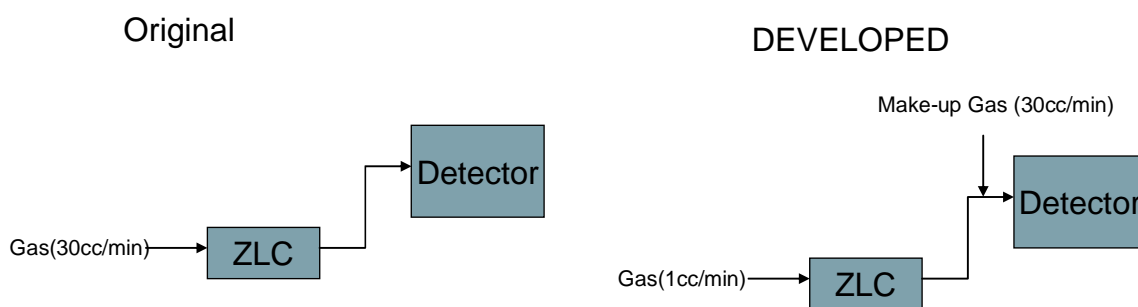 Original
Gas(30cc/min)
ZLC
Detector
DEVELOPED
Make-up Gas (30cc/min)
Gas(1cc/min)
ZLC
Detector